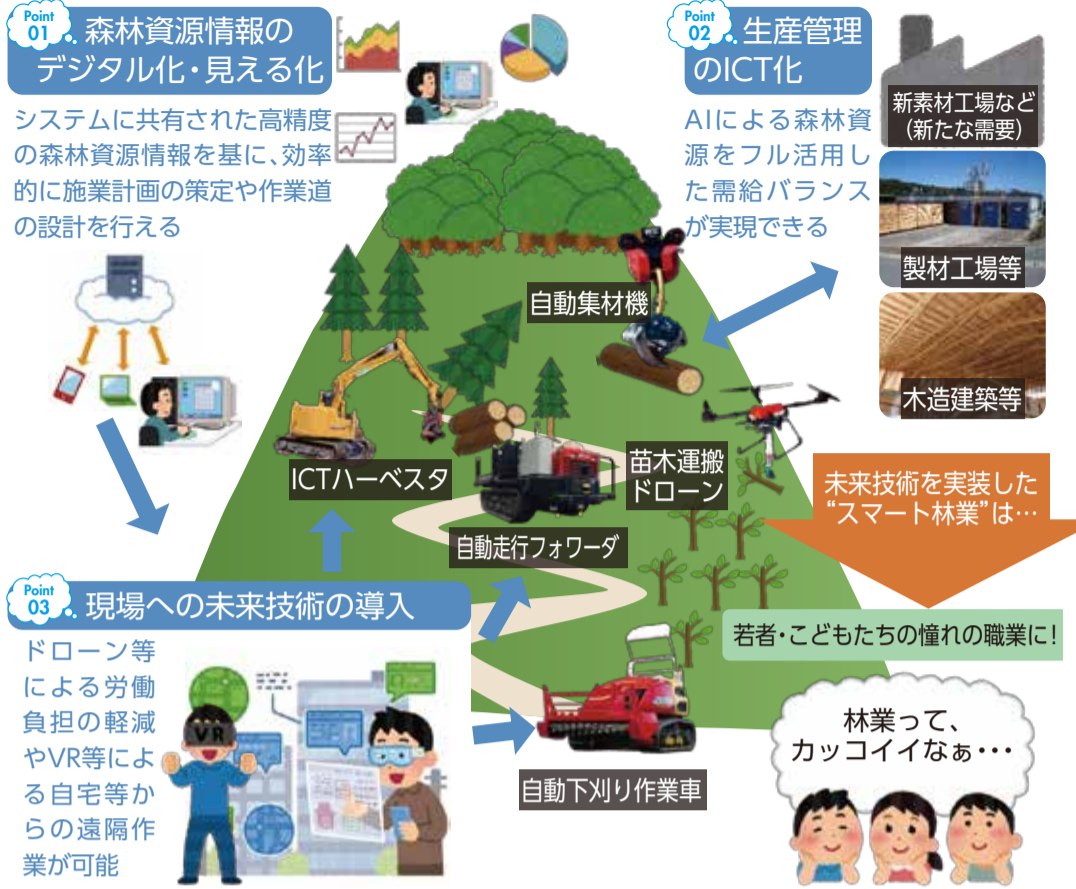 Point
01
森林資源情報の
デジタル化・見える化
システムに共有された高精度
の森林資源情報を基に、効率
的に施業計画の策定や作業道
の設計を行える
Point
02
生産管理
のICT化
AIによる森林資
源をフル活用し
た需給バランス
が実現できる
新素材工場など
(新たな需要)
製材工場等
木造建築等
自動集材機
ICTハーベスタ
苗木運搬
ドローン
自動走行フォワーダ
未来技術を実装した
“スマート林業”は…
Point
03
現場への未来技術の導入
ドローン等
による労働
負担の軽減
やVR等によ
る自宅等か
らの遠隔作
業が可能
VR
自動下刈り作業車
若者・こどもたちの憧れの職業に!
林業って、
カッコイイなぁ・・・